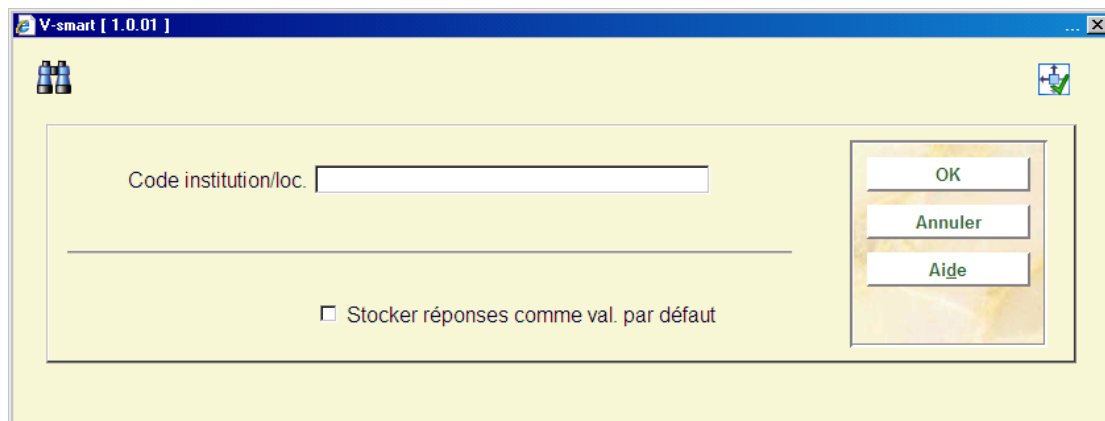 V-smart [ 1.0.01 ] ...
Code institution/loc.
OK
Annuler
Aide
Stocker réponses comme val. par défaut